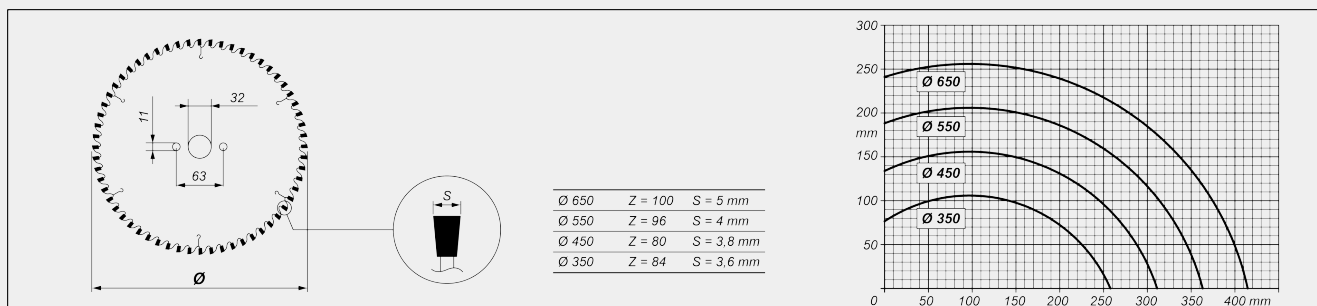 32
11
63
Ø
S
Ø 650 Z = 100 S = 5 mm
Ø 550 Z = 96 S = 4 mm
Ø 450 Z = 80 S = 3,8 mm
Ø 350 Z = 84 S = 3,6 mm
300
250
200
mm
150
100
50
Ø 650
Ø 550
Ø 450
Ø 350
0 50 100 150 200 250 300 350 400 mm